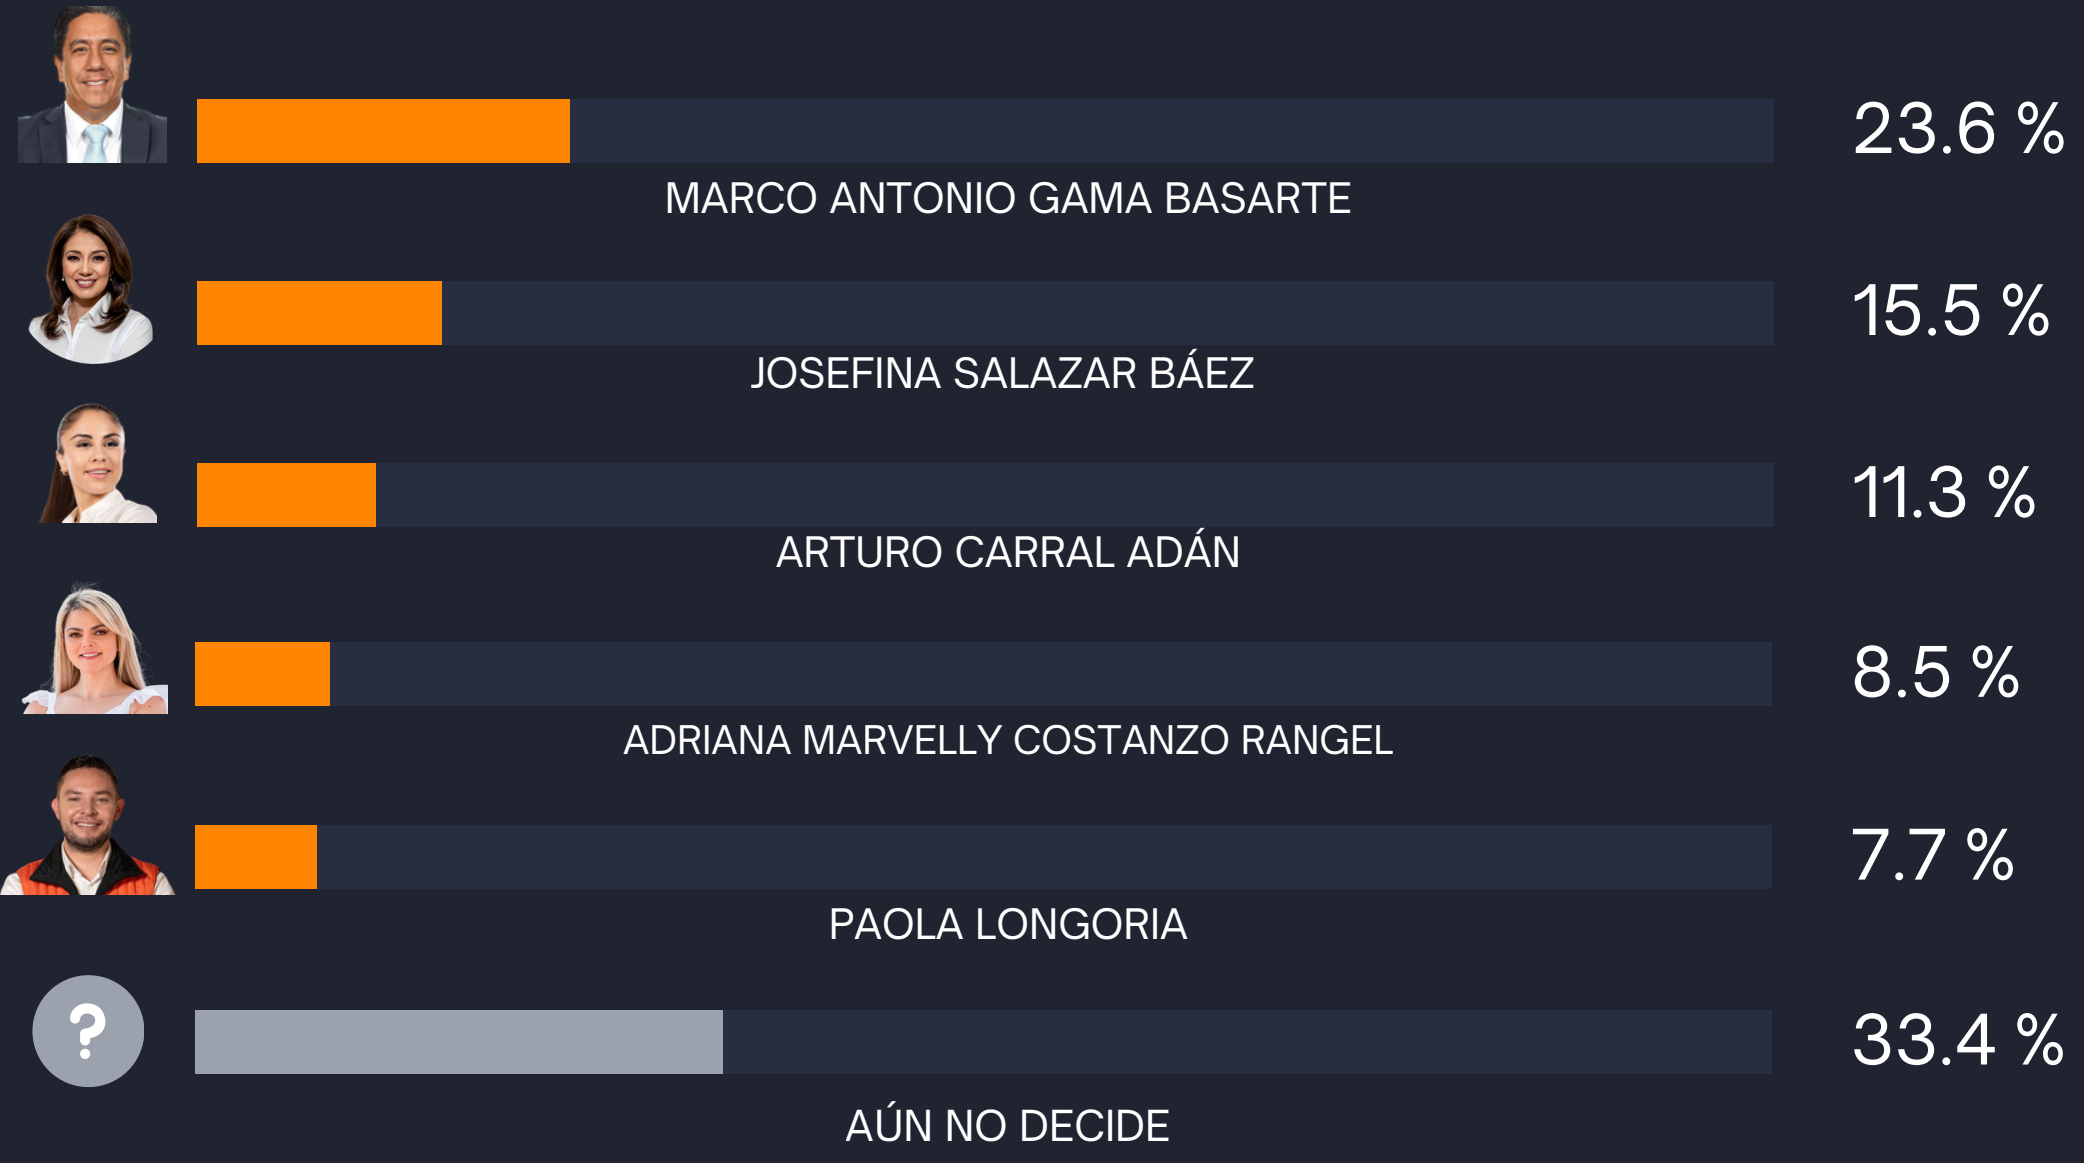 23.6 %
MARCO ANTONIO GAMA BASARTE
15.5 %
JOSEFINA SALAZAR BÁEZ
11.3 %
ARTURO CARRAL ADÁN
8.5 %
ADRIANA MARVELLY COSTANZO RANGEL
7.7 %
PAOLA LONGORIA
?
33.4 %
AÚN NO DECIDE